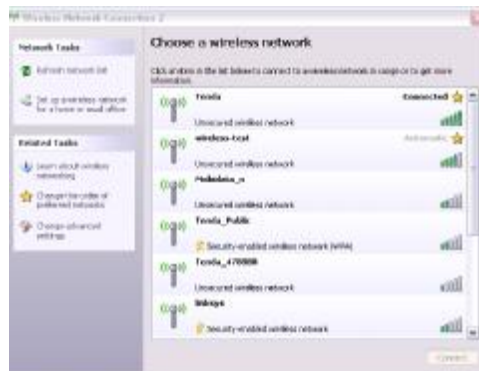 Wireless Network Connection 2
Network Tasks
Refresh network list
Set up a wireless network
for a home or small office
Related Tasks
Learn about wireless
networking
Change the order of
preferred networks
Change advanced
settings
Choose a wireless network
Click an item in the list below to connect to a wireless network in range or to get more
information.
Tenda
Connected
Unsecured wireless network
wireless-test
Automatic
Unsecured wireless network
Unsecured wireless network
Tenda_Public
Security-enabled wireless network (WPA)
Unsecured wireless network
linksys
Security-enabled wireless network
Connect